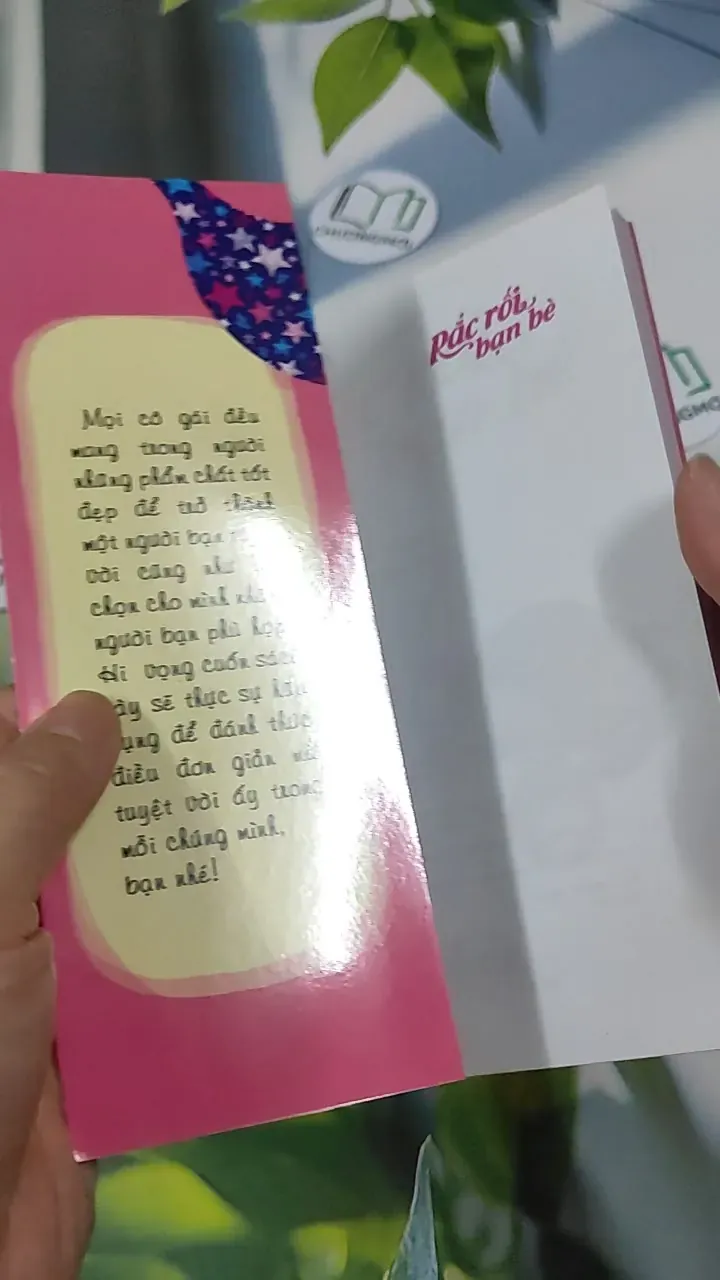 Mọi cô gái đều
mang trong người
những phẩm chất tốt
đẹp để trở thành
một người bạn
vời cũng như
chọn cho mình
người bạn phù hợp
Hi vọng cuốn sách
sẽ thực sự
để đánh thức
điều đơn giản mà
tuyệt vời ấy trong
mỗi chúng mình,
bạn nhé!
Rắc rối,
bạn bè